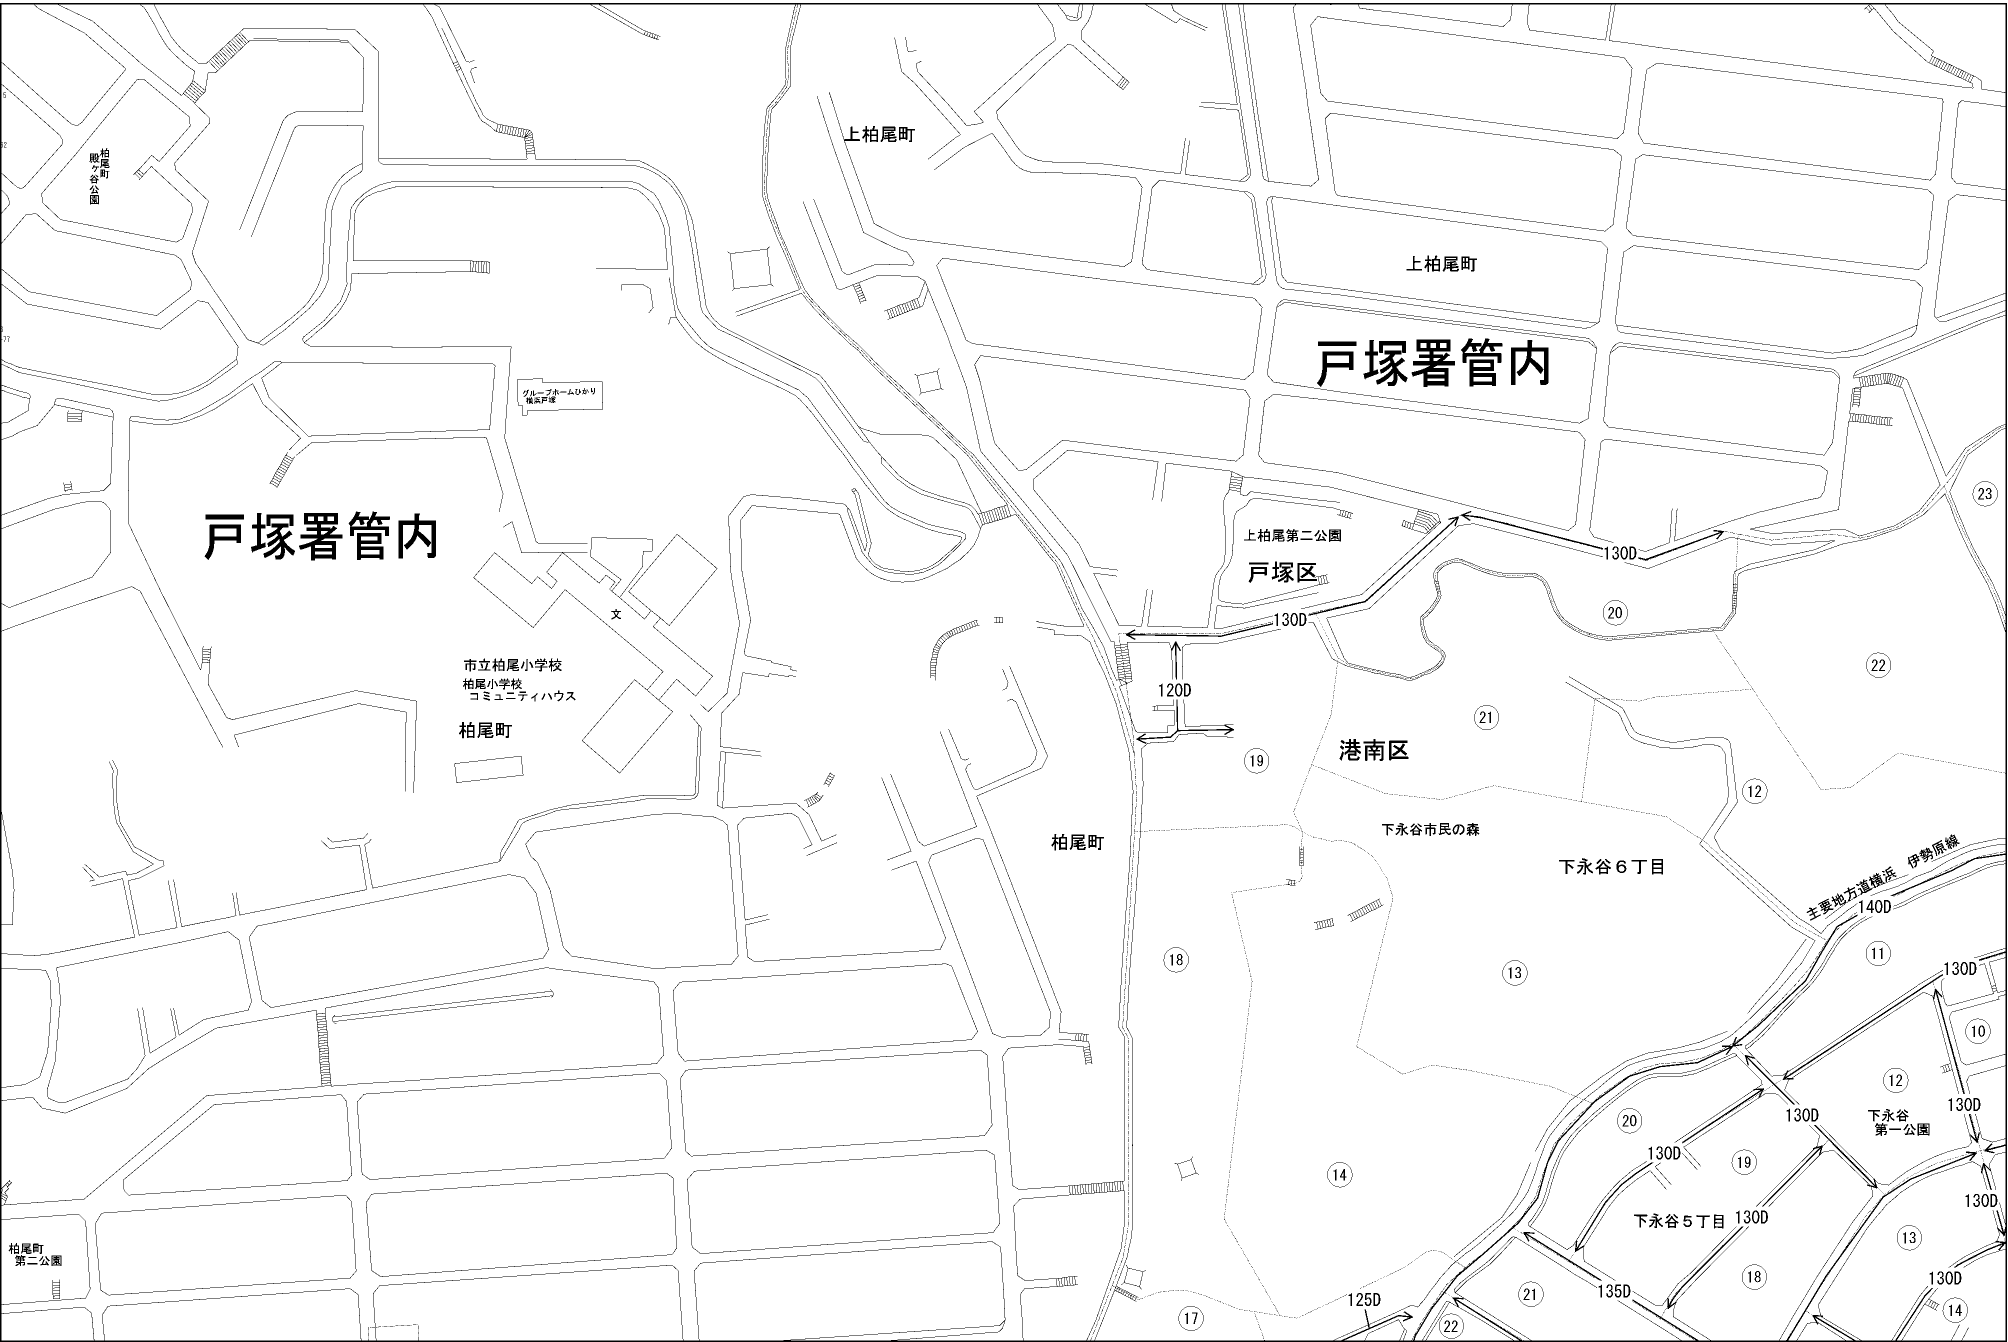 上柏尾町
柏尾町
殿ヶ谷公園
上柏尾町
戸塚署管内
グループホームひかり
横浜戸塚
戸塚署管内
23
上柏尾第二公園
130D
戸塚区
文
20
130D
市立柏尾小学校
柏尾小学校
コミュニティハウス
22
120D
柏尾町
21
港南区
19
12
下永谷市民の森
柏尾町
下永谷6丁目
主要地方道横浜 伊勢原線
140D
18
11
13
130D
10
12
130D
130D
下永谷
第一公園
20
130D
19
14
130D
下永谷5丁目
130D
13
柏尾町
第二公園
18
130D
135D
21
125D
14
17
22